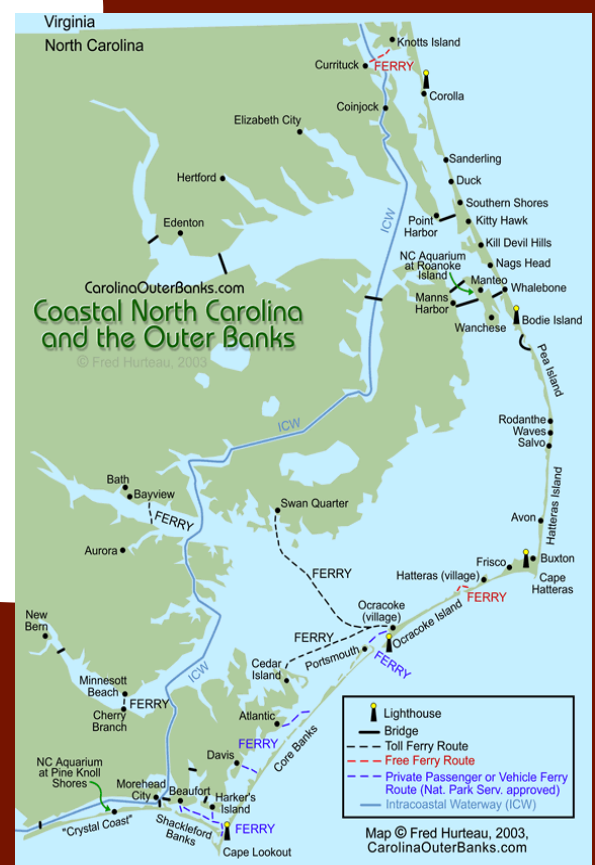 Virginia
North Carolina
Knotts Island
Currituck
FERRY
Corolla
Coinjock
Elizabeth City
Sanderling
Duck
Hertford
Southern Shores
ICW
Point
Harbor
Kitty Hawk
Edenton
Kill Devil Hills
NC Aquarium
at Roanoke
Island
Nags Head
Manteo
Whalebone
CarolinaOuterBanks.com
Coastal North Carolina
and the Outer Banks
© Fred Hurteau, 2003
Manns
Harbor
Wanchese
Bodie Island
Pea Island
Rodanthe
Waves
Salvo
ICW
Bath
Bayview
FERRY
Swan Quarter
Hatteras Island
Avon
Aurora
FERRY
Frisco
Buxton
Hatteras (village)
Cape
Hatteras
FERRY
Ocracoke
(village)
Ocracoke Island
New
Bern
FERRY
Portsmouth
FERRY
Cedar
Island
ICW
Minnesott
Beach
FERRY
Cherry
Branch
Atlantic
FERRY
Core Banks
Davis
NC Aquarium
at Pine Knoll
Shores
Morehead
City
Beaufort
Harker's
Island
"Crystal Coast"
Shackleford
Banks
FERRY
Cape Lookout
Lighthouse
Bridge
Toll Ferry Route
Free Ferry Route
Private Passenger or Vehicle Ferry
Route (Nat. Park Serv. approved)
Intracoastal Waterway (ICW)
Map © Fred Hurteau, 2003,
CarolinaOuterBanks.com